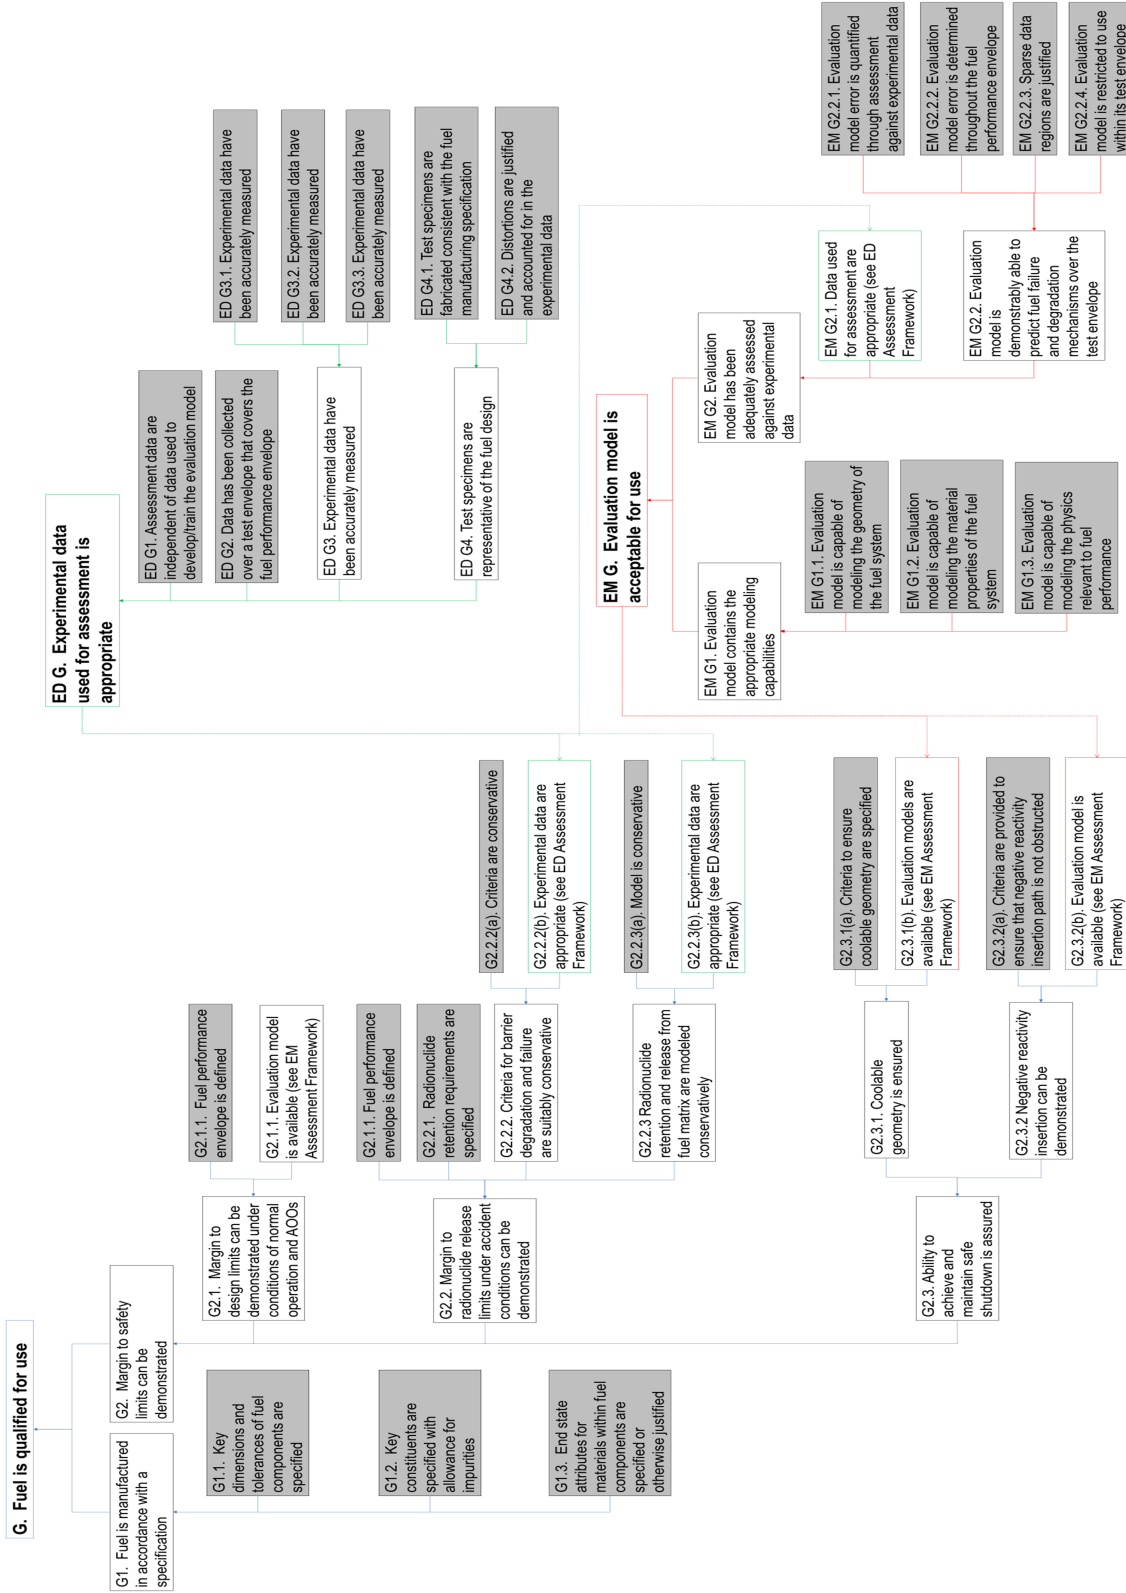 G. Fuel is qualified for use
G1. Fuel is manufactured
in accordance with a
specification
G2. Margin to safety
limits can be
demonstrated
G1.1. Key
dimensions and
tolerances of fuel
components are
specified
G1.2. Key
constituents are
specified with
allowance for
impurities
G1.3. End state
attributes for
materials within fuel
components are
specified or
otherwise justified
G2.1. Margin to
design limits can be
demonstrated under
conditions of normal
operation and AOOs
G2.1.1. Fuel performance
envelope is defined
G2.1.1. Evaluation model
is available (see EM
Assessment Framework)
G2.2. Margin to
radionuclide release
limits under accident
conditions can be
demonstrated
G2.1.1. Fuel performance
envelope is defined
G2.2.1. Radionuclide
retention requirements are
specified
G2.2.2. Criteria for barrier
degradation and failure
are suitably conservative
G2.2.3 Radionuclide
retention and release from
fuel matrix are modeled
conservatively
G2.2.2(a). Criteria are conservative
G2.2.2(b). Experimental data are
appropriate (see ED Assessment
Framework)
G2.2.3(a). Model is conservative
G2.2.3(b). Experimental data are
appropriate (see ED Assessment
Framework)
G2.3. Ability to
achieve and
maintain safe
shutdown is assured
G2.3.1. Coolable
geometry is ensured
G2.3.2 Negative reactivity
insertion can be
demonstrated
G2.3.1(a). Criteria to ensure
coolable geometry are specified
G2.3.1(b). Evaluation models are
available (see EM Assessment
Framework)
G2.3.2(a). Criteria are provided to
ensure that negative reactivity
insertion path is not obstructed
G2.3.2(b). Evaluation model is
available (see EM Assessment
Framework)
ED G. Experimental data
used for assessment is
appropriate
ED G1. Assessment data are
independent of data used to
develop/train the evaluation model
ED G2. Data has been collected
over a test envelope that covers the
fuel performance envelope
ED G3. Experimental data have
been accurately measured
ED G4. Test specimens are
representative of the fuel design
ED G3.1. Experimental data have
been accurately measured
ED G3.2. Experimental data have
been accurately measured
ED G3.3. Experimental data have
been accurately measured
ED G4.1. Test specimens are
fabricated consistent with the fuel
manufacturing specification
ED G4.2. Distortions are justified
and accounted for in the
experimental data
EM G. Evaluation model is
acceptable for use
EM G1. Evaluation
model contains the
appropriate modeling
capabilities
EM G2. Evaluation
model has been
adequately assessed
against experimental
data
EM G1.1. Evaluation
model is capable of
modeling the geometry of
the fuel system
EM G1.2. Evaluation
model is capable of
modeling the material
properties of the fuel
system
EM G1.3. Evaluation
model is capable of
modeling the physics
relevant to fuel
performance
EM G2.1. Data used
for assessment are
appropriate (see ED
Assessment
Framework)
EM G2.2. Evaluation
model is
demonstrably able to
predict fuel failure
and degradation
mechanisms over the
test envelope
EM G2.2.1. Evaluation
model error is quantified
through assessment
against experimental data
EM G2.2.2. Evaluation
model error is determined
throughout the fuel
performance envelope
EM G2.2.3. Sparse data
regions are justified
EM G2.2.4. Evaluation
model is restricted to use
within its test envelope